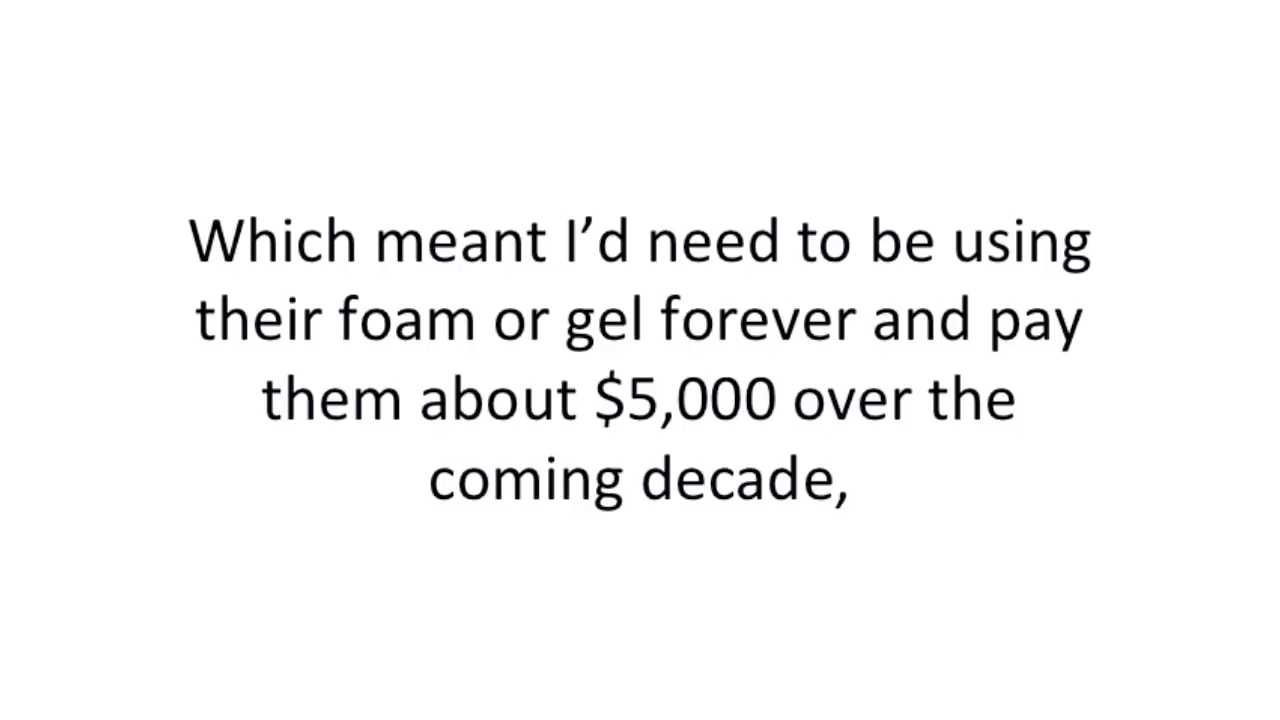 Which meant I’d need to be using
their foam or gel forever and pay
them about $5,000 over the
coming decade,